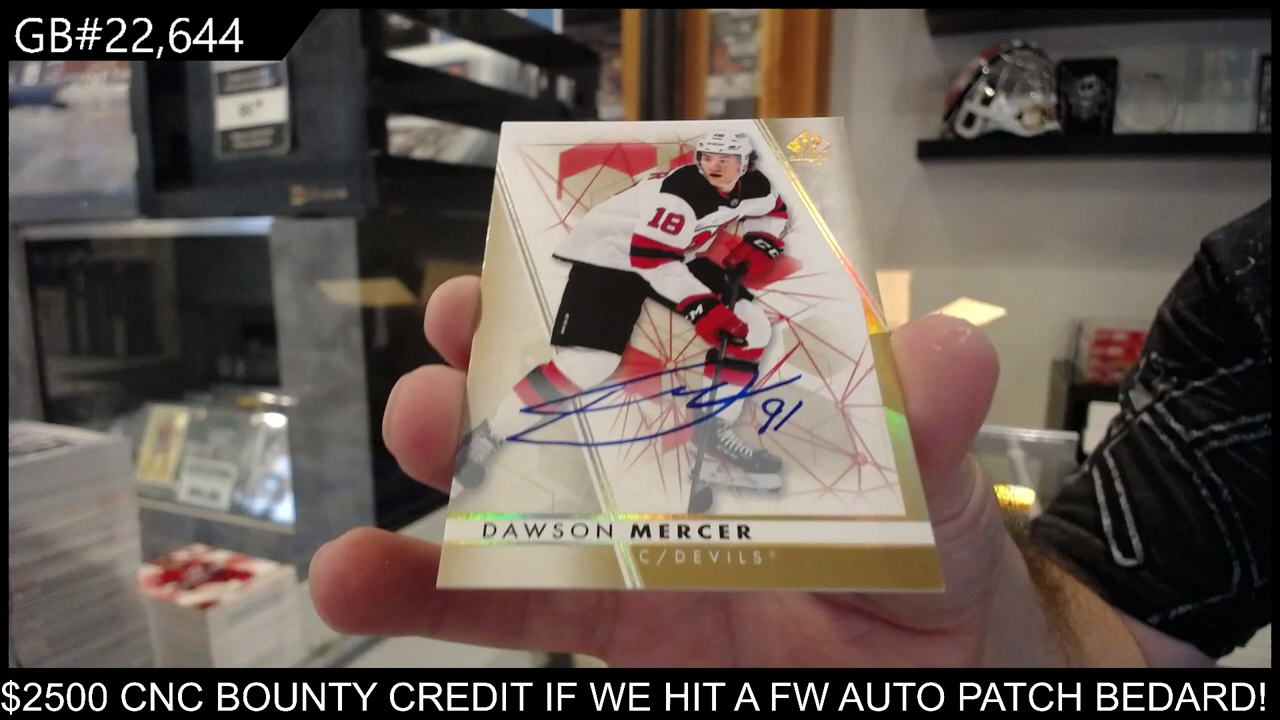 GB#22,644
18
91
DAWSON MERCER
C/DEVILS
$2500 CNC BOUNTY CREDIT IF WE HIT A FW AUTO PATCH BEDARD!